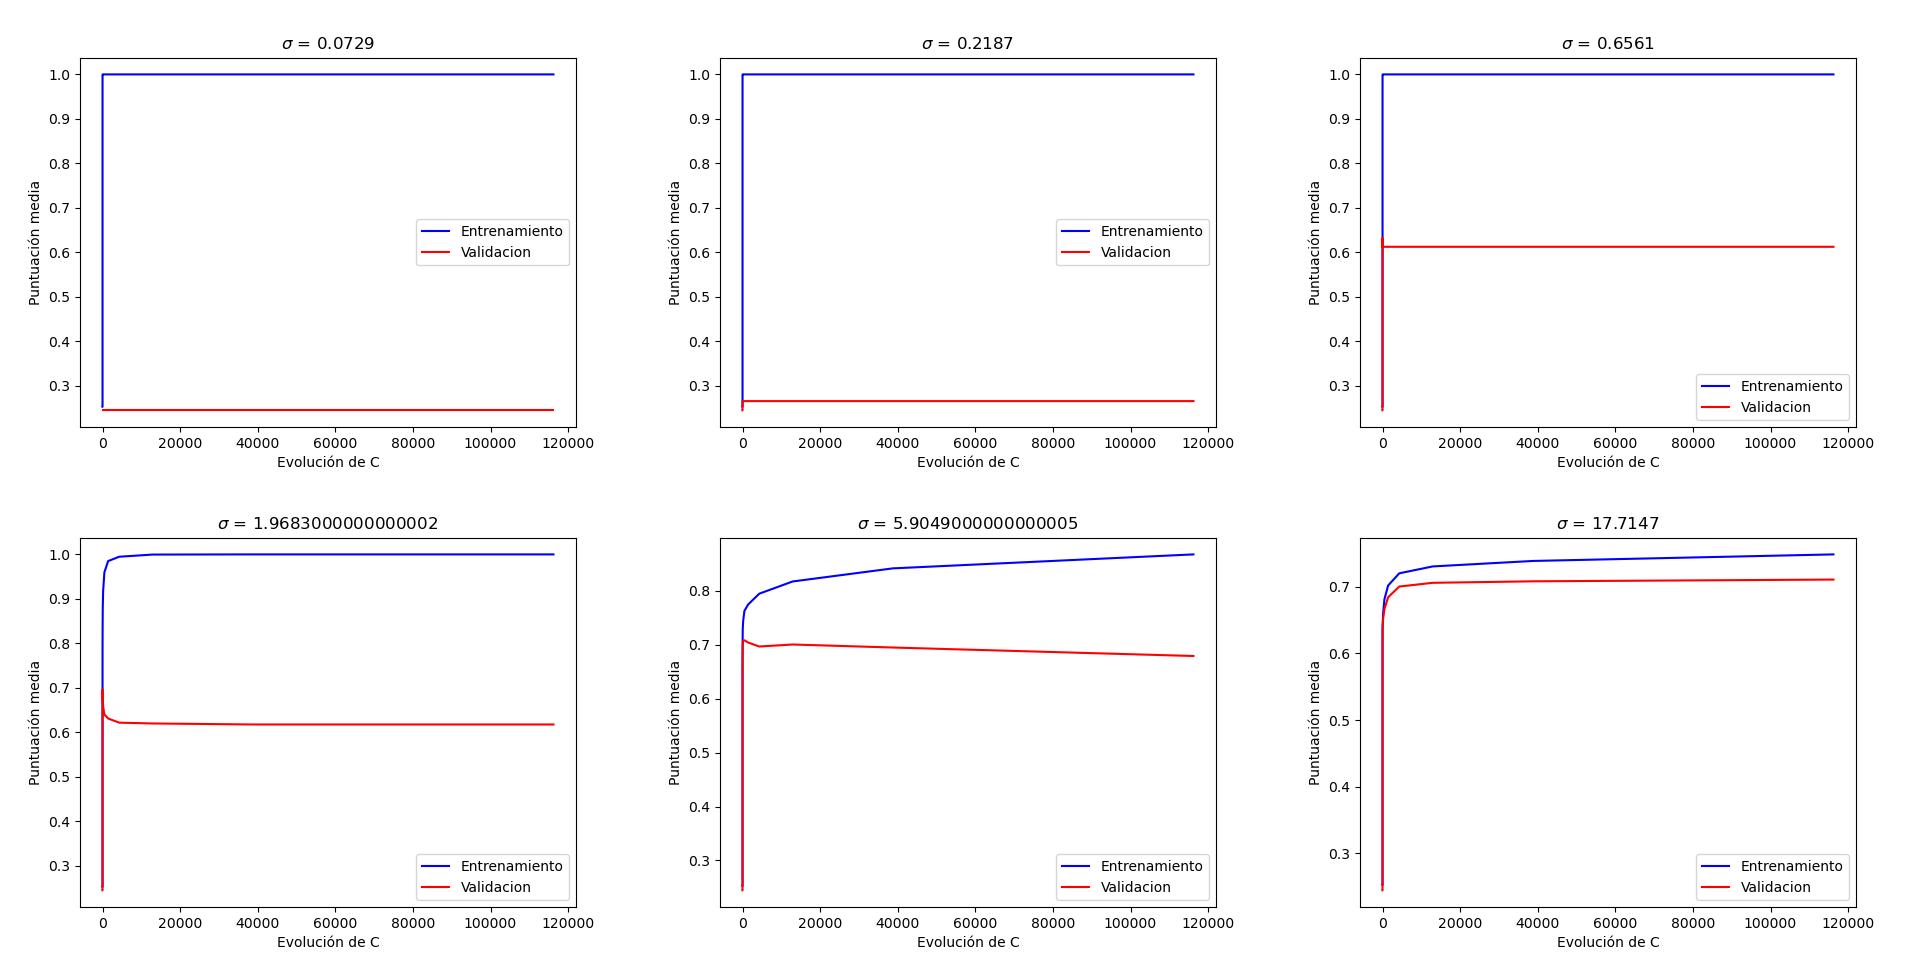 σ = 0.0729
Puntuación media
1.0
0.9
0.8
0.7
0.6
0.5
0.4
0.3
Entrenamiento
Validacion
0 20000 40000 60000 80000 100000 120000
Evolución de C
σ = 0.2187
Puntuación media
1.0
0.9
0.8
0.7
0.6
0.5
0.4
0.3
Entrenamiento
Validacion
0 20000 40000 60000 80000 100000 120000
Evolución de C
σ = 0.6561
Puntuación media
1.0
0.9
0.8
0.7
0.6
0.5
0.4
0.3
Entrenamiento
Validacion
0 20000 40000 60000 80000 100000 120000
Evolución de C
σ = 1.9683000000000002
Puntuación media
1.0
0.9
0.8
0.7
0.6
0.5
0.4
0.3
Entrenamiento
Validacion
0 20000 40000 60000 80000 100000 120000
Evolución de C
σ = 5.9049000000000005
Puntuación media
0.8
0.7
0.6
0.5
0.4
0.3
Entrenamiento
Validacion
0 20000 40000 60000 80000 100000 120000
Evolución de C
σ = 17.7147
Puntuación media
0.7
0.6
0.5
0.4
0.3
Entrenamiento
Validacion
0 20000 40000 60000 80000 100000 120000
Evolución de C